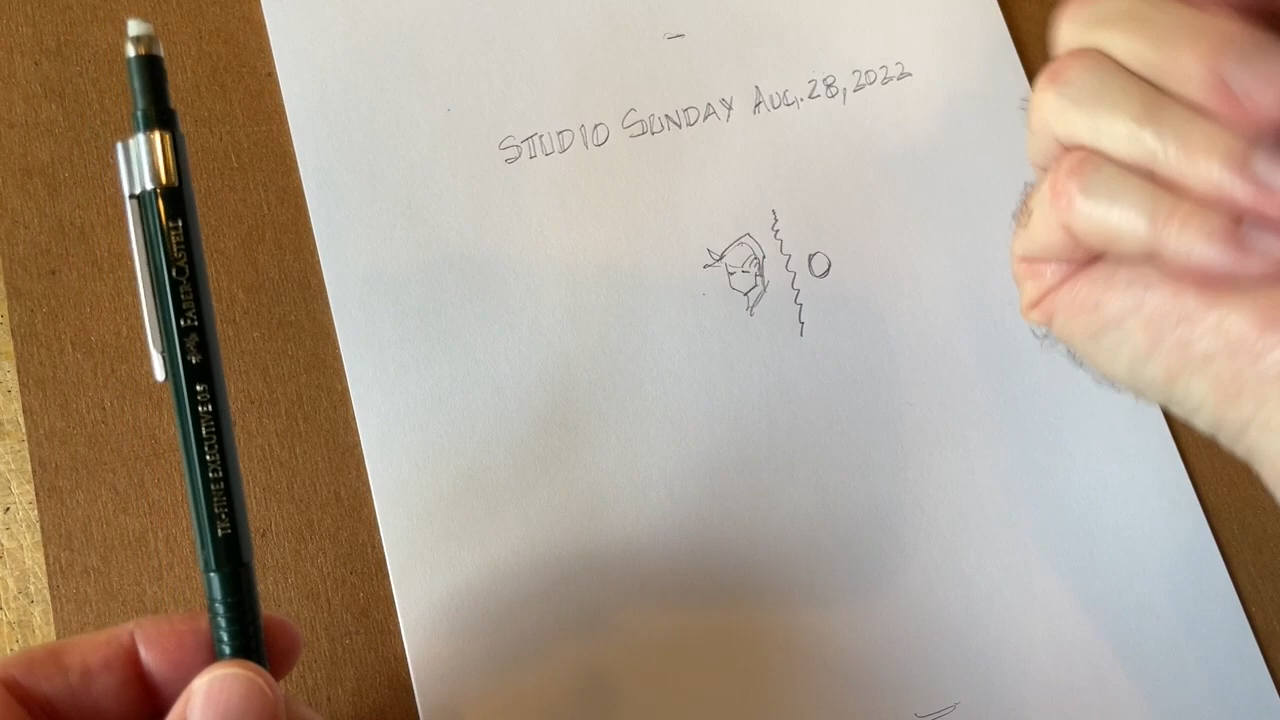 STUDIO SUNDAY AUG. 28, 2022
TK-FINE EXECUTIVE 0.5 FABER-CASTELL